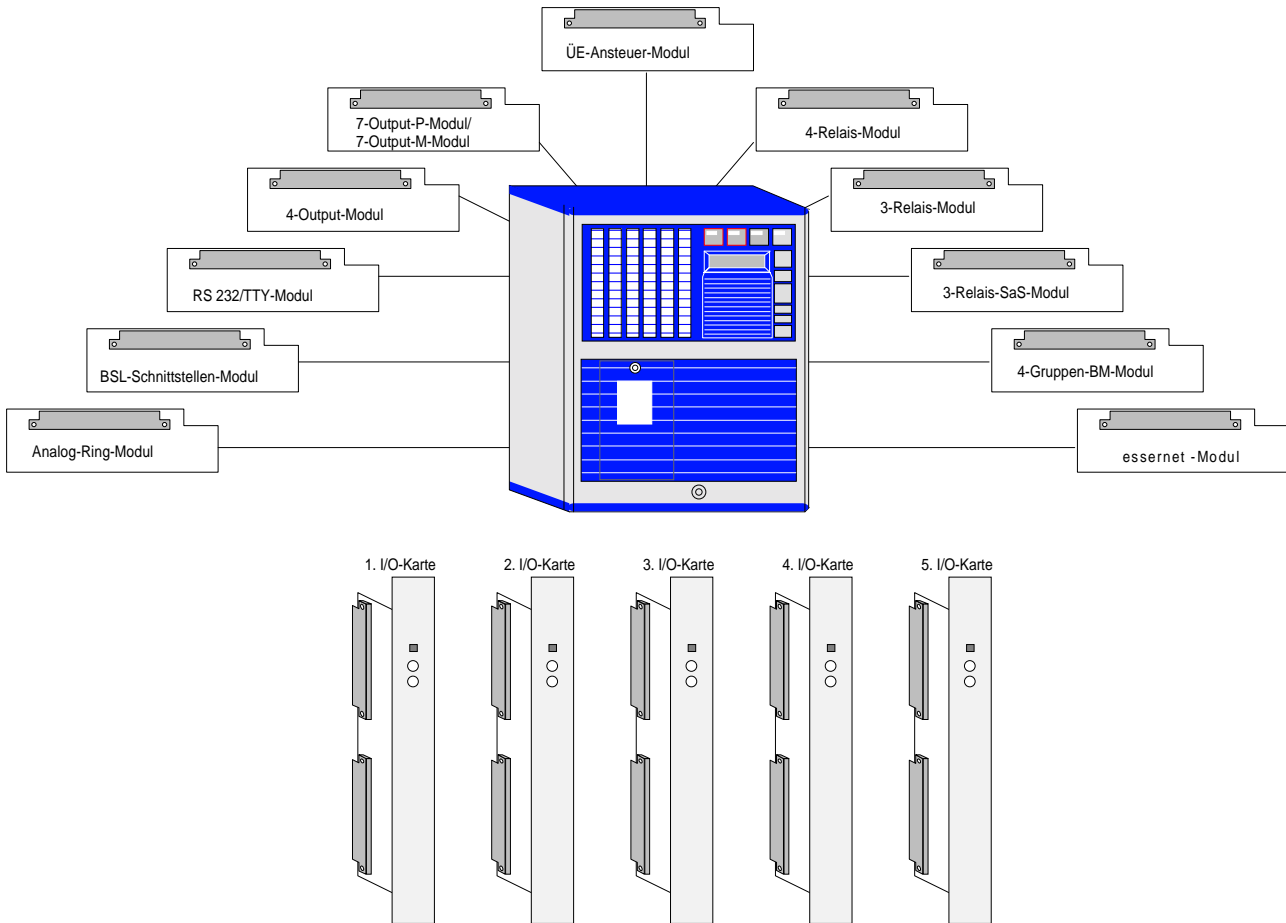 ÜE-Ansteuer-Modul
7-Output-P-Modul/
7-Output-M-Modul
4-Relais-Modul
4-Output-Modul
3-Relais-Modul
RS 232/TTY-Modul
3-Relais-SaS-Modul
BSL-Schnittstellen-Modul
4-Gruppen-BM-Modul
Analog-Ring-Modul
essernet -Modul
1. I/O-Karte
2. I/O-Karte
3. I/O-Karte
4. I/O-Karte
5. I/O-Karte